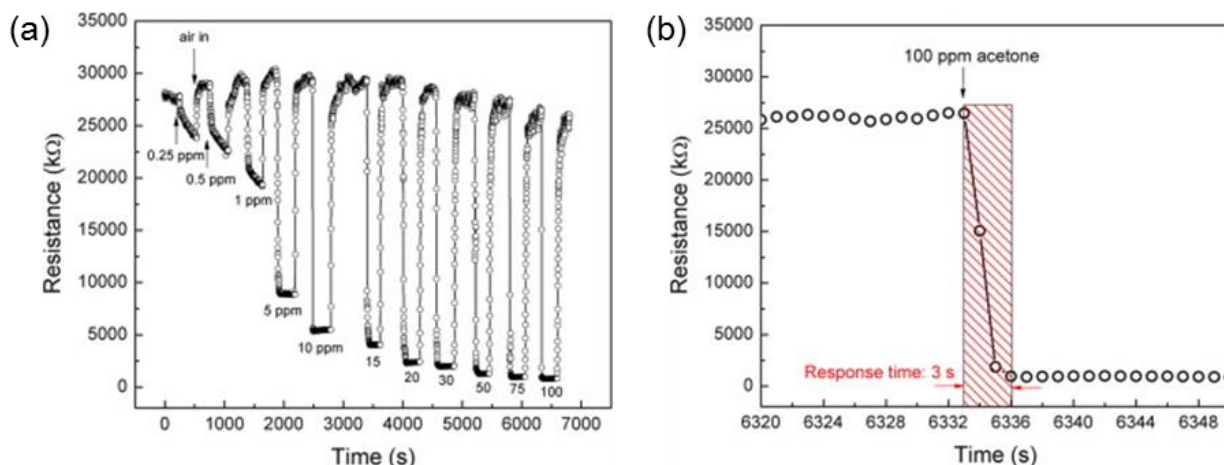 (a)
Resistance (kΩ)
35000
30000
25000
20000
15000
10000
5000
0
air in
0.25 ppm
0.5 ppm
1 ppm
5 ppm
10 ppm
15
20
30
50
75
100
0 1000 2000 3000 4000 5000 6000 7000
Time (s)
(b)
Resistance (kΩ)
35000
30000
25000
20000
15000
10000
5000
0
100 ppm acetone
Response time: 3 s
6320 6324 6328 6332 6336 6340 6344 6348
Time (s)